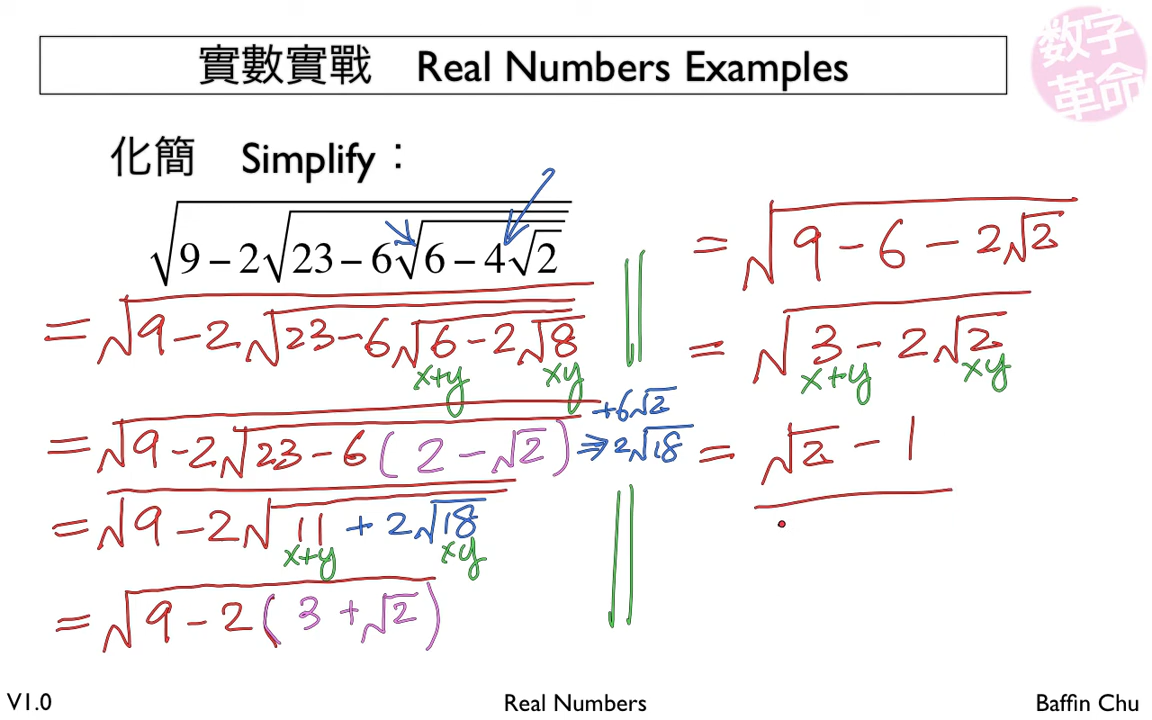 數字
革命
實數實戰 Real Numbers Examples
化簡 Simplify：
√(9 − 2√(23 − 6√(6 − 4√2)))
= √(9 − 2√(23 − 6√(6 − 2√8)))
x+y xy
= √(9 − 2√(23 − 6(2 − √2)))
+6√2
⇒ 2√18
= √(9 − 2√(11 + 2√18))
x+y xy
= √(9 − 2(3 + √2))
= √(9 − 6 − 2√2)
= √(3 − 2√2)
x+y xy
= √2 − 1
V1.0 Real Numbers Baffin Chu